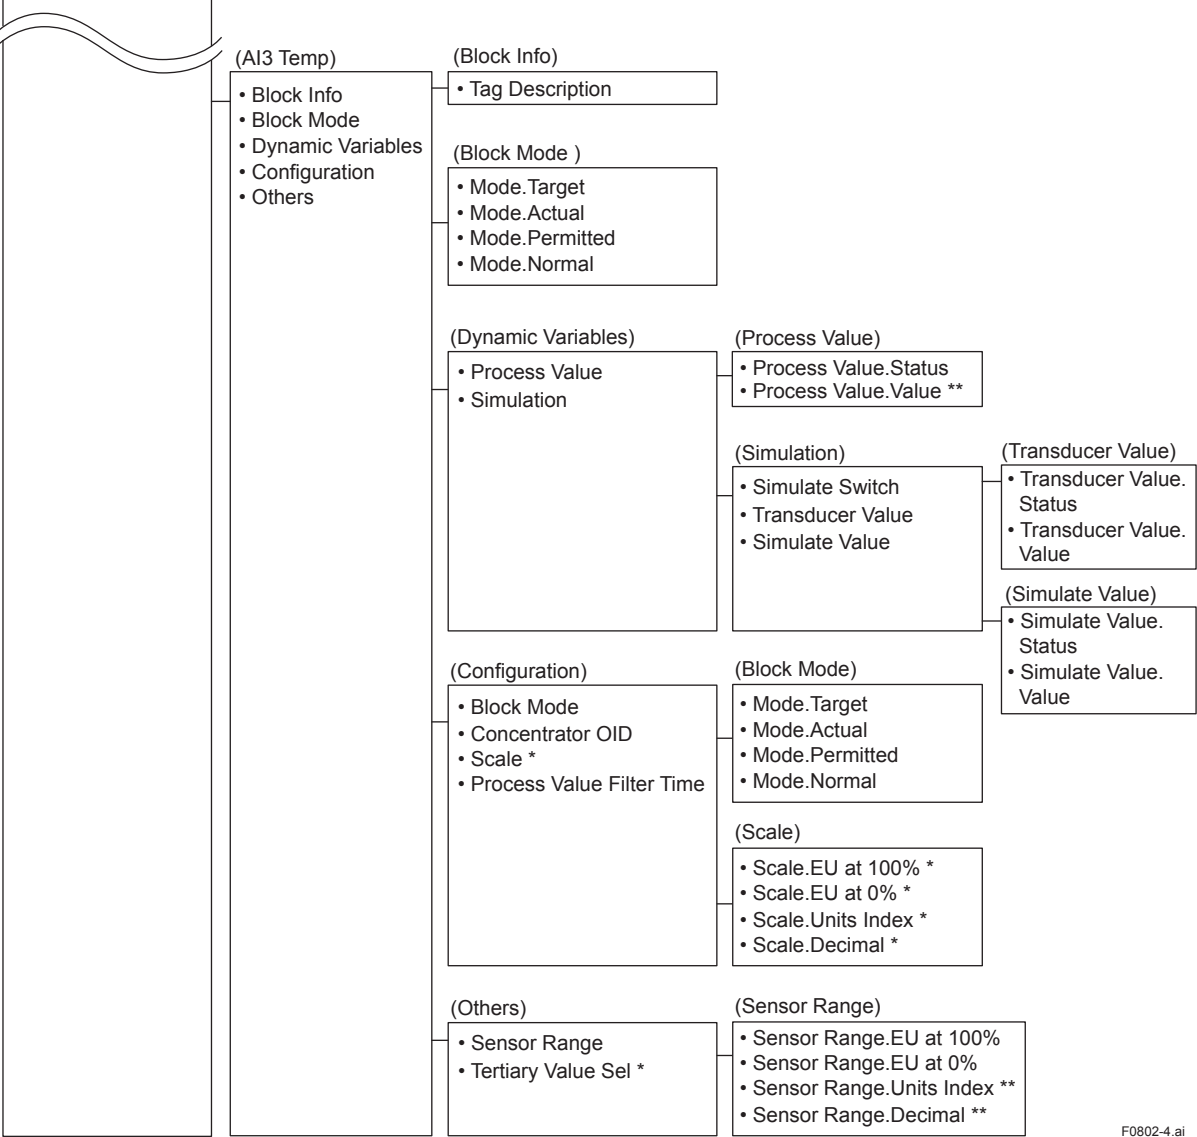 (AI3 Temp)
• Block Info
• Block Mode
• Dynamic Variables
• Configuration
• Others
(Block Info)
• Tag Description
(Block Mode )
• Mode.Target
• Mode.Actual
• Mode.Permitted
• Mode.Normal
(Dynamic Variables)
• Process Value
• Simulation
(Process Value)
• Process Value.Status
• Process Value.Value **
(Simulation)
• Simulate Switch
• Transducer Value
• Simulate Value
(Transducer Value)
• Transducer Value.
Status
• Transducer Value.
Value
(Simulate Value)
• Simulate Value.
Status
• Simulate Value.
Value
(Configuration)
• Block Mode
• Concentrator OID
• Scale *
• Process Value Filter Time
(Block Mode)
• Mode.Target
• Mode.Actual
• Mode.Permitted
• Mode.Normal
(Scale)
• Scale.EU at 100% *
• Scale.EU at 0% *
• Scale.Units Index *
• Scale.Decimal *
(Others)
• Sensor Range
• Tertiary Value Sel *
(Sensor Range)
• Sensor Range.EU at 100%
• Sensor Range.EU at 0%
• Sensor Range.Units Index **
• Sensor Range.Decimal **
F0802-4.ai